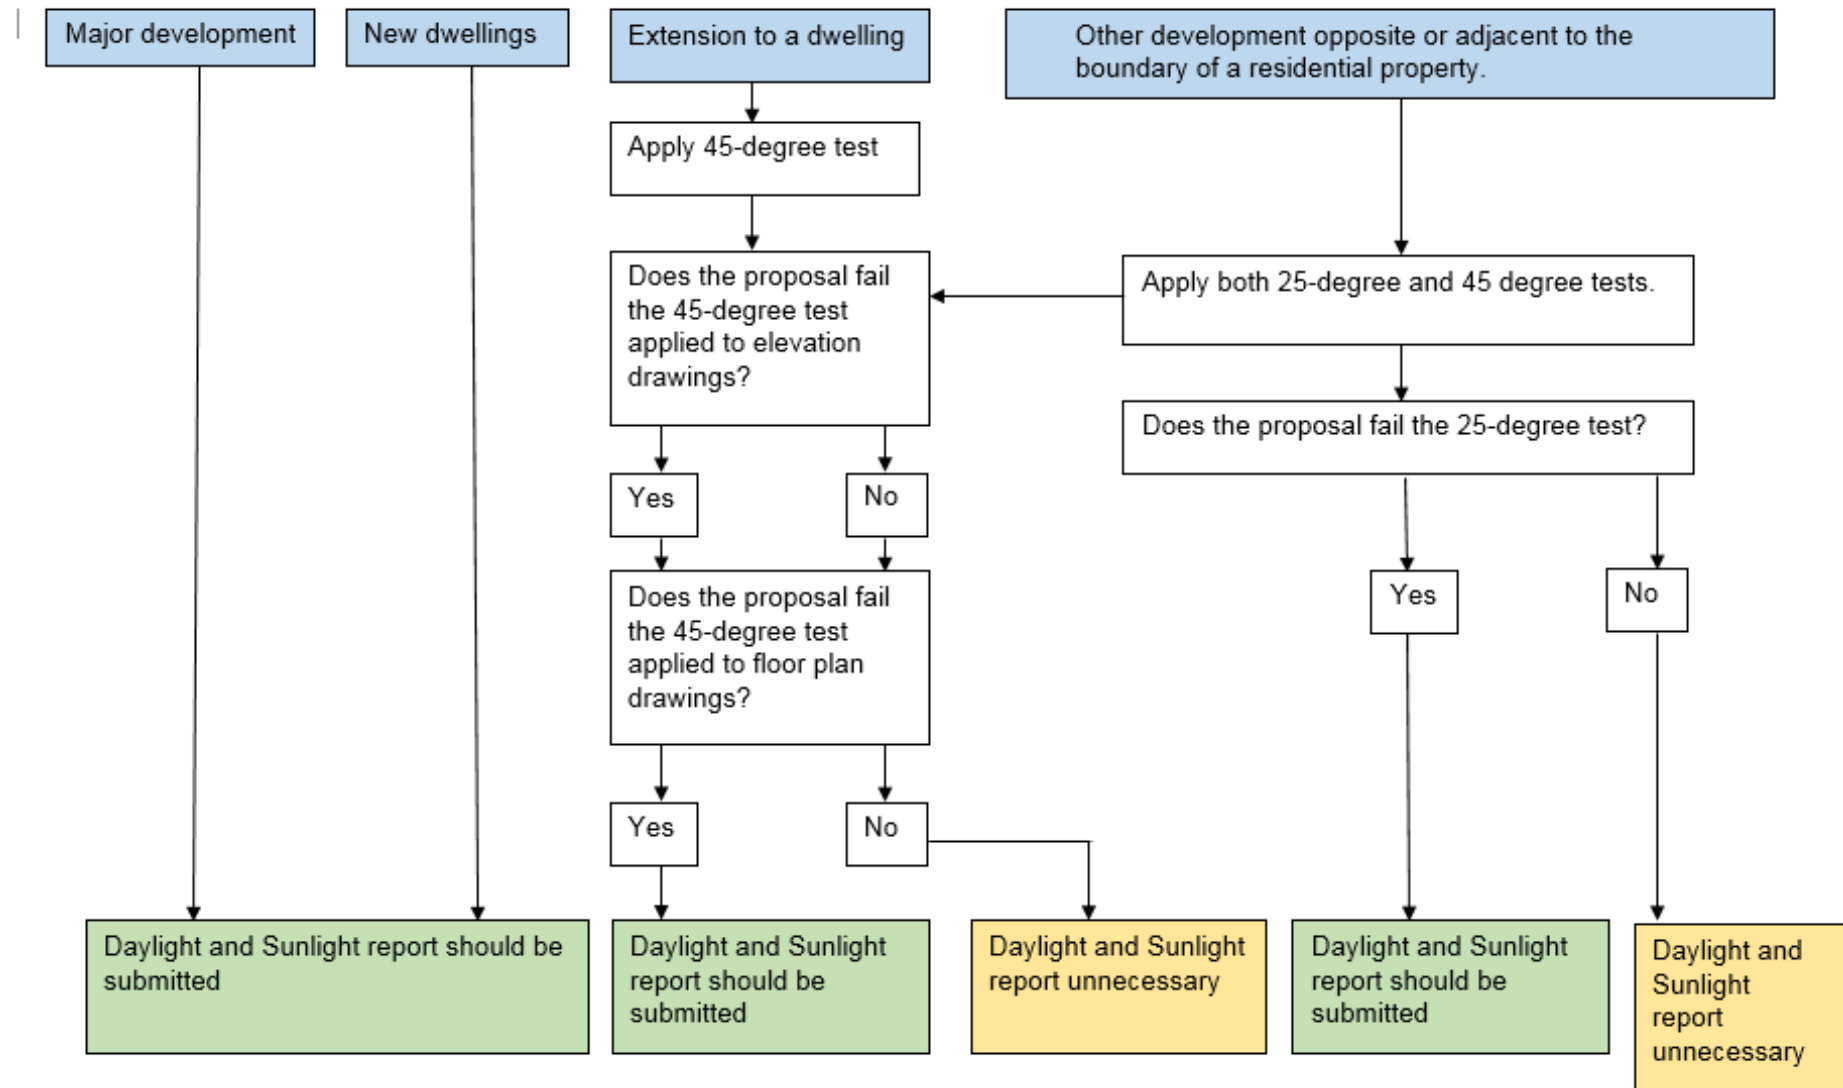 Major development
New dwellings
Extension to a dwelling
Other development opposite or adjacent to the
boundary of a residential property.
Apply 45-degree test
Does the proposal fail
the 45-degree test
applied to elevation
drawings?
Apply both 25-degree and 45 degree tests.
Does the proposal fail the 25-degree test?
Yes
No
Does the proposal fail
the 45-degree test
applied to floor plan
drawings?
Yes
No
Yes
No
Daylight and Sunlight report should be
submitted
Daylight and Sunlight
report should be
submitted
Daylight and Sunlight
report unnecessary
Daylight and Sunlight
report should be
submitted
Daylight and
Sunlight
report
unnecessary